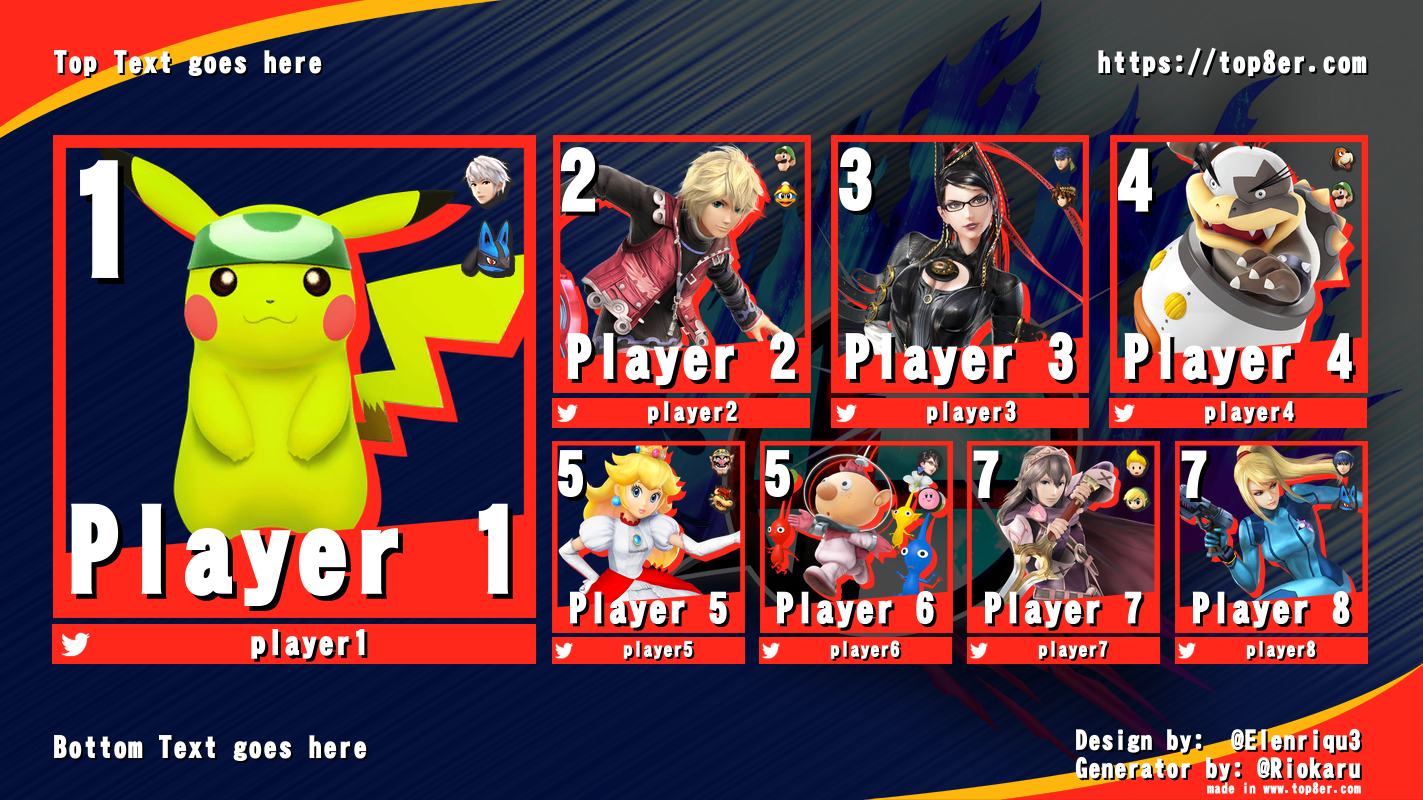 Top Text goes here
https://top8er.com
1
Player 1
player1
2
Player 2
player2
3
Player 3
player3
4
Player 4
player4
5
Player 5
player5
5
Player 6
player6
7
Player 7
player7
7
Player 8
player8
Bottom Text goes here
Design by: @Elenriqu3
Generator by: @Riokaru
made in www.top8er.com